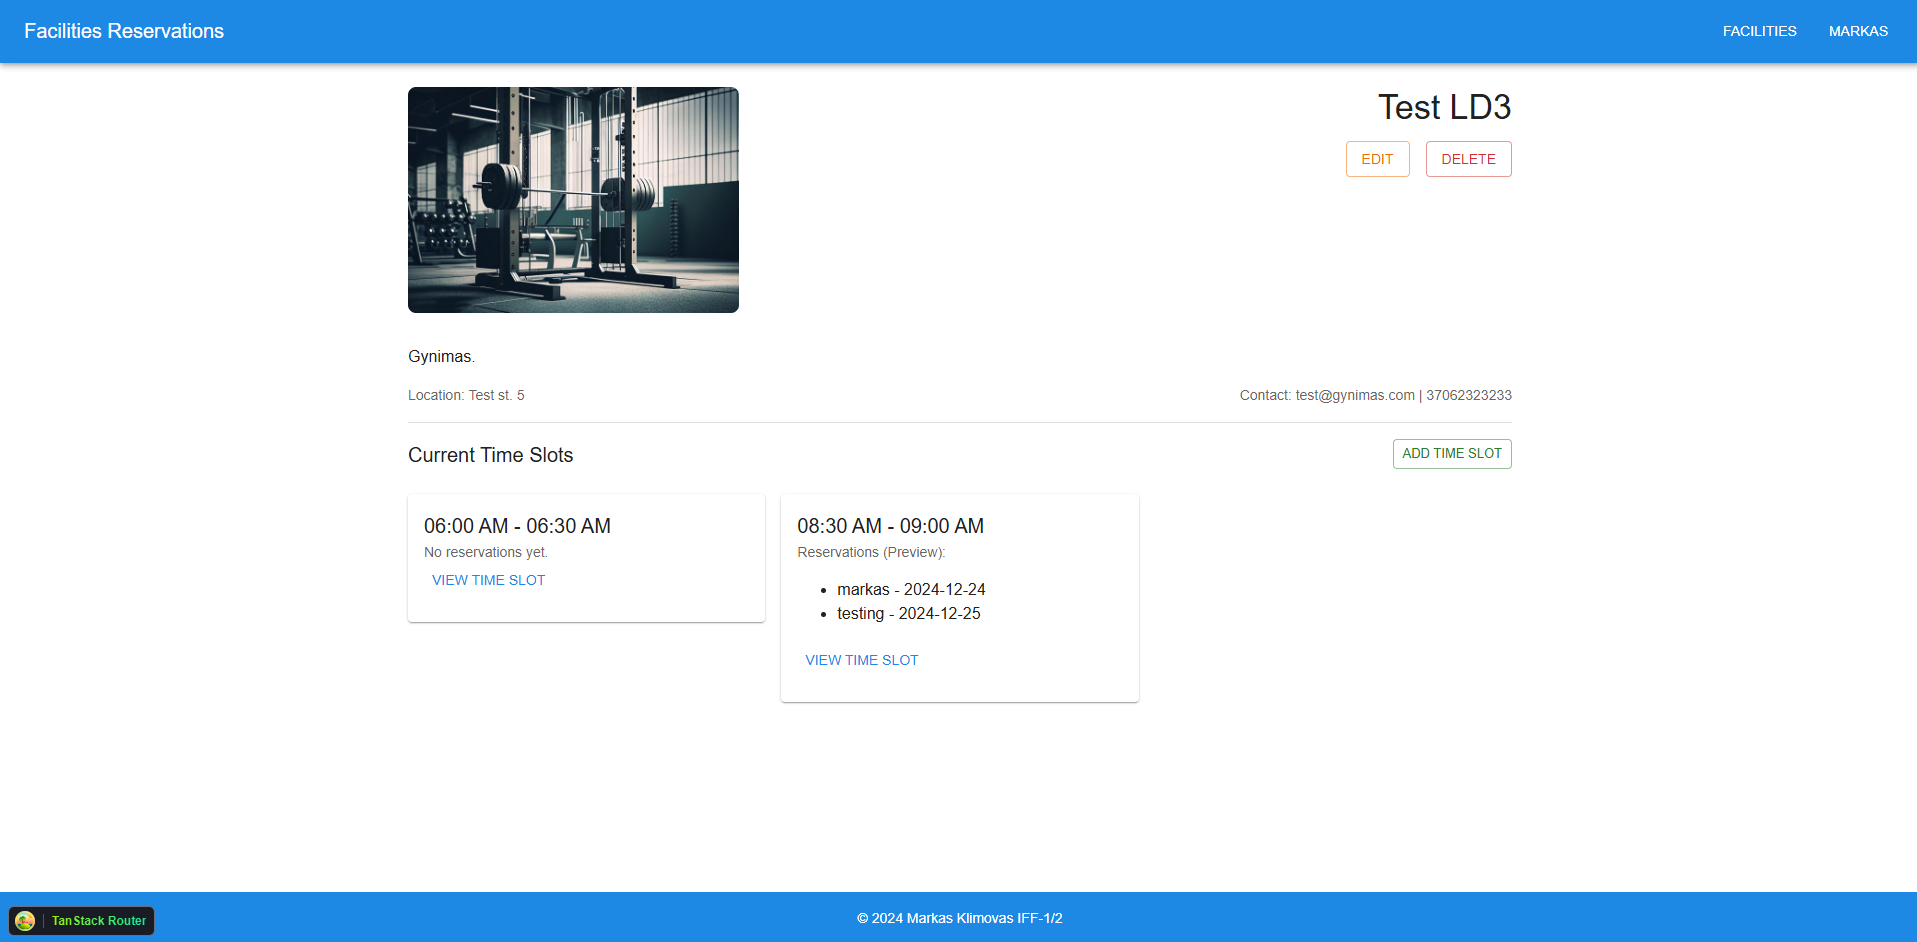 Facilities Reservations
FACILITIES
MARKAS
Test LD3
EDIT
DELETE
Gynimas.
Location: Test st. 5
Contact: test@gynimas.com | 37062323233
Current Time Slots
ADD TIME SLOT
06:00 AM - 06:30 AM
No reservations yet.
VIEW TIME SLOT
08:30 AM - 09:00 AM
Reservations (Preview):
markas - 2024-12-24
testing - 2024-12-25
VIEW TIME SLOT
TanStack Router
© 2024 Markas Klimovas IFF-1/2